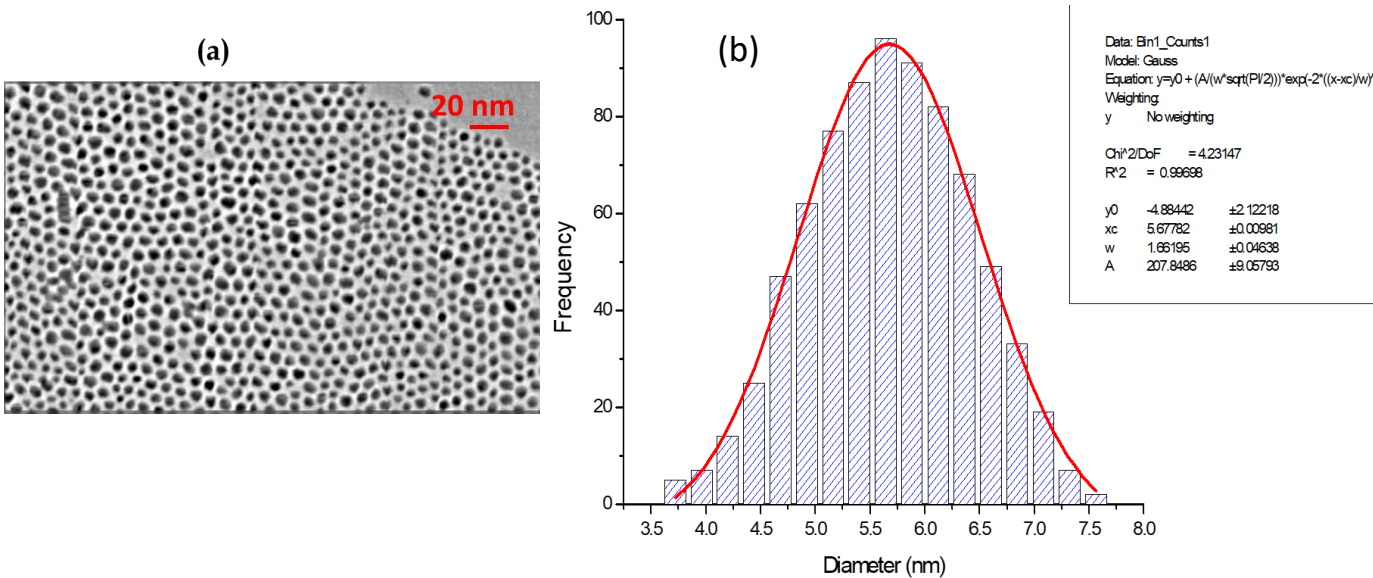 (a)
20 nm
(b)
100
80
60
40
20
0
Frequency
3.5 4.0 4.5 5.0 5.5 6.0 6.5 7.0 7.5 8.0
Diameter (nm)
Data: Bin1_Counts1
Model: Gauss
Equation: y=y0 + (A/(w*sqrt(PI/2)))*exp(-2*((x-xc)/w)^
Weighting:
y No weighting
Chi^2/DoF = 4.23147
R^2 = 0.99698
y0 -4.88442 ±2.12218
xc 5.67782 ±0.00981
w 1.66195 ±0.04638
A 207.8486 ±9.05793